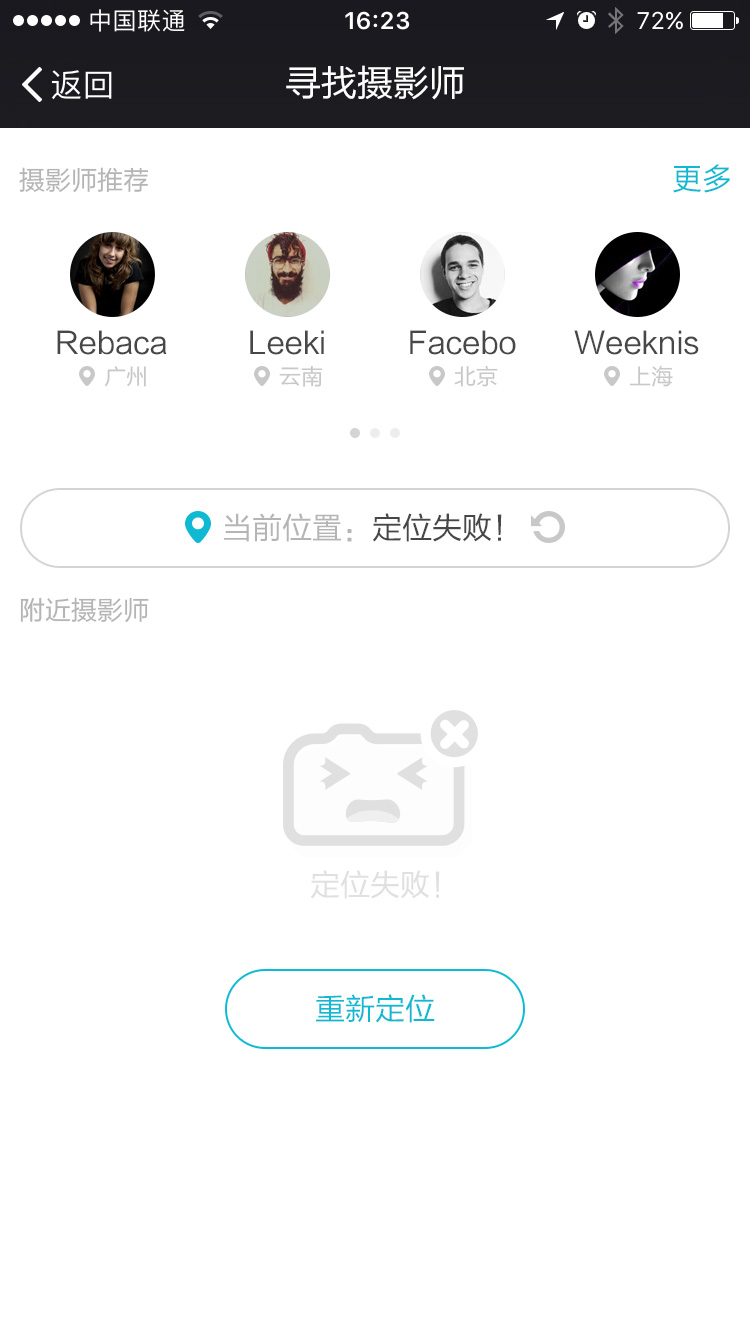 中国联通 16:23 72%
返回 寻找摄影师
摄影师推荐 更多
Rebaca Leeki Facebo Weeknis
广州 云南 北京 上海
当前位置：定位失败！
附近摄影师
定位失败！
重新定位